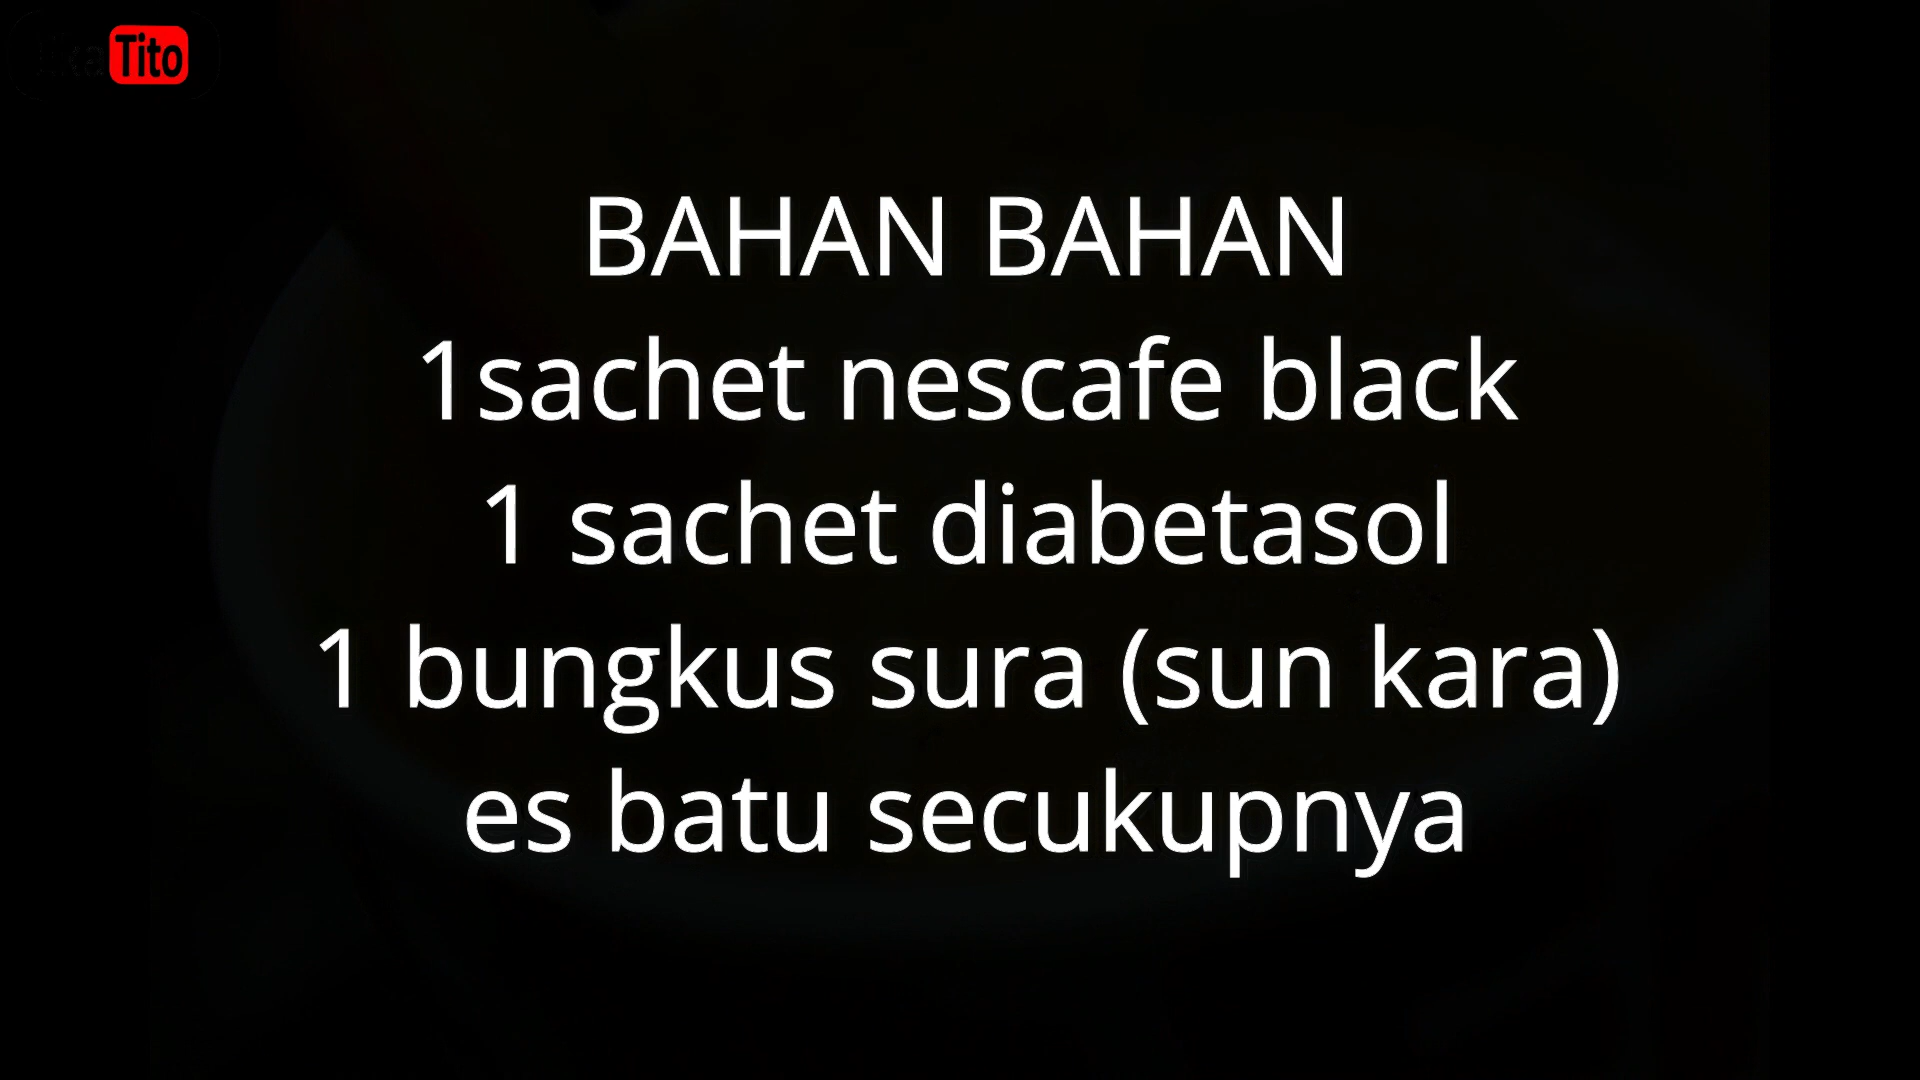 Tito
BAHAN BAHAN
1sachet nescafe black
1 sachet diabetasol
1 bungkus sura (sun kara)
es batu secukupnya